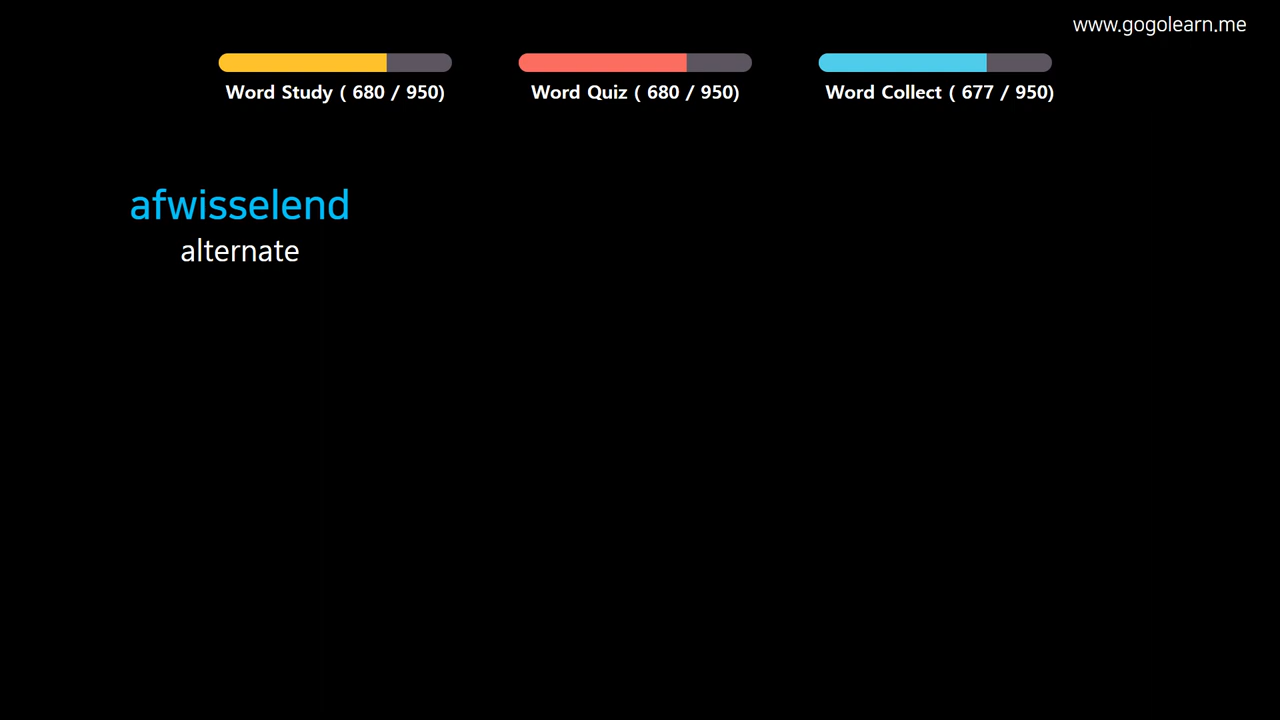 www.gogolearn.me
Word Study ( 680 / 950)
Word Quiz ( 680 / 950)
Word Collect ( 677 / 950)
afwisselend
alternate